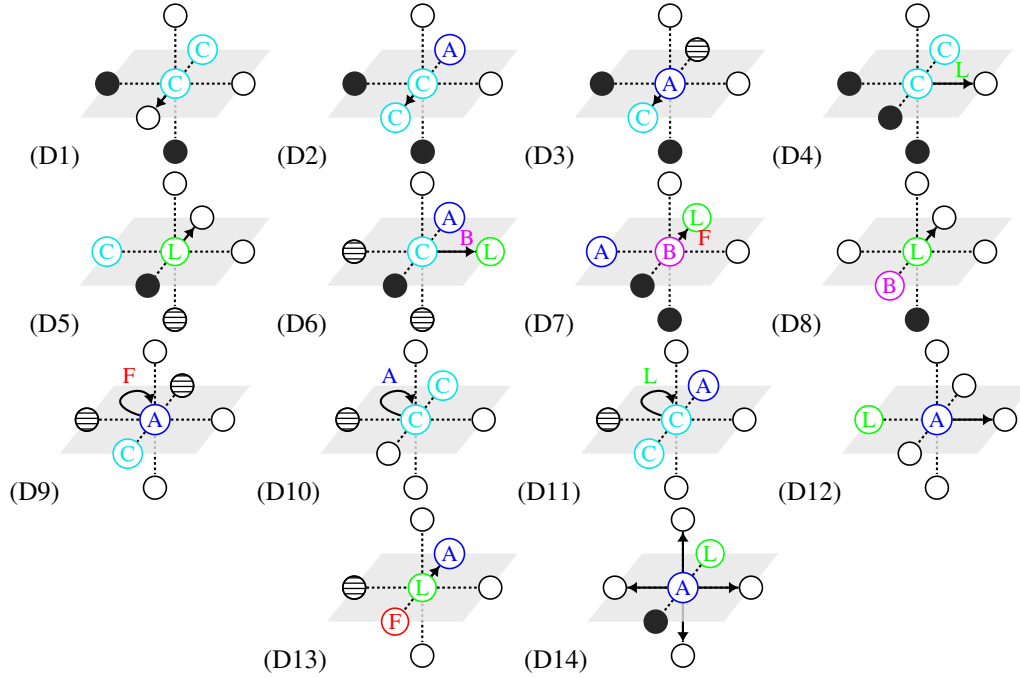 C A A C
C C A C L
C C
(D1) (D2) (D3) (D4)
A L
B F
C L C L A B L
B
(D5) (D6) (D7) (D8)
F A C L A
A C C L A
C C
(D9) (D10) (D11) (D12)
A L
L A
F
(D13) (D14)